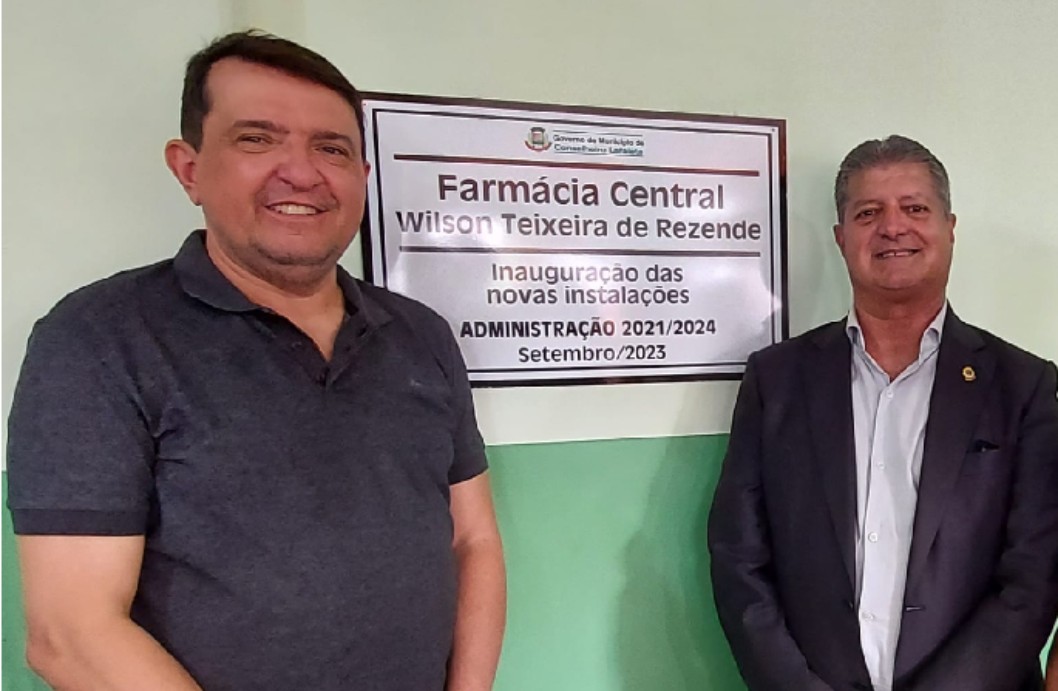 Governo do Município de
Conselheiro Lafaiete
Farmácia Central
Wilson Teixeira de Rezende
Inauguração das
novas instalações
ADMINISTRAÇÃO 2021/2024
Setembro/2023